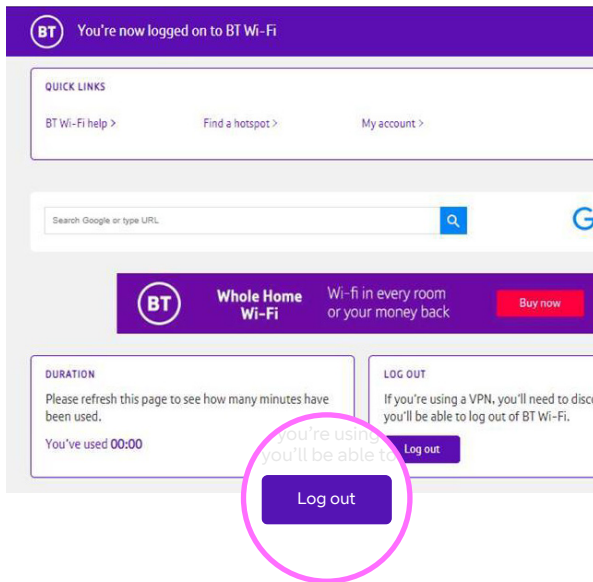 BT You're now logged on to BT Wi-Fi
QUICK LINKS
BT Wi-Fi help >
Find a hotspot >
My account >
Search Google or type URL
G
BT
Whole Home
Wi-Fi
Wi-fi in every room
or your money back
Buy now
DURATION
Please refresh this page to see how many minutes have
been used.
You've used 00:00
LOG OUT
If you're using a VPN, you'll need to disco
you'll be able to log out of BT Wi-Fi.
Log out
you're using
you'll be able to
Log out